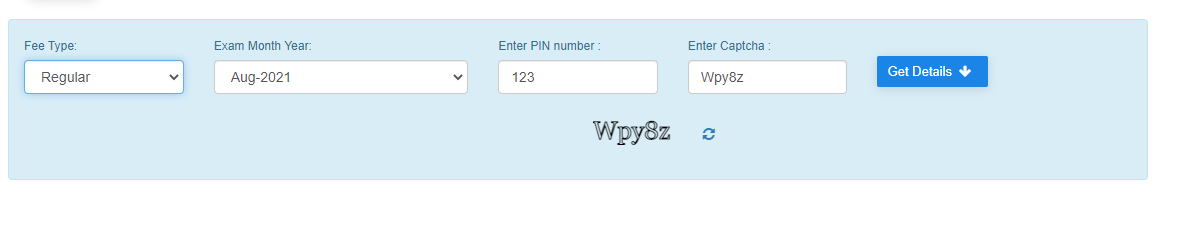 Fee Type: Exam Month Year: Enter PIN number : Enter Captcha :
Regular Aug-2021 123 Wpy8z Get Details
Wpy8z